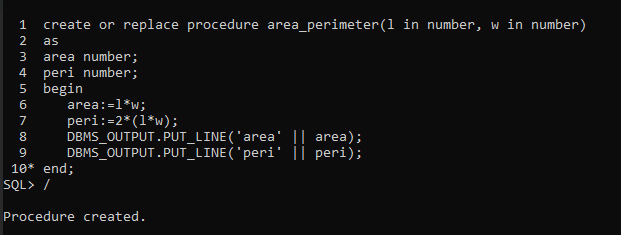 1 create or replace procedure area_perimeter(l in number, w in number)
2 as
3 area number;
4 peri number;
5 begin
6 area:=l*w;
7 peri:=2*(l*w);
8 DBMS_OUTPUT.PUT_LINE('area' || area);
9 DBMS_OUTPUT.PUT_LINE('peri' || peri);
10* end;
SQL> /
Procedure created.